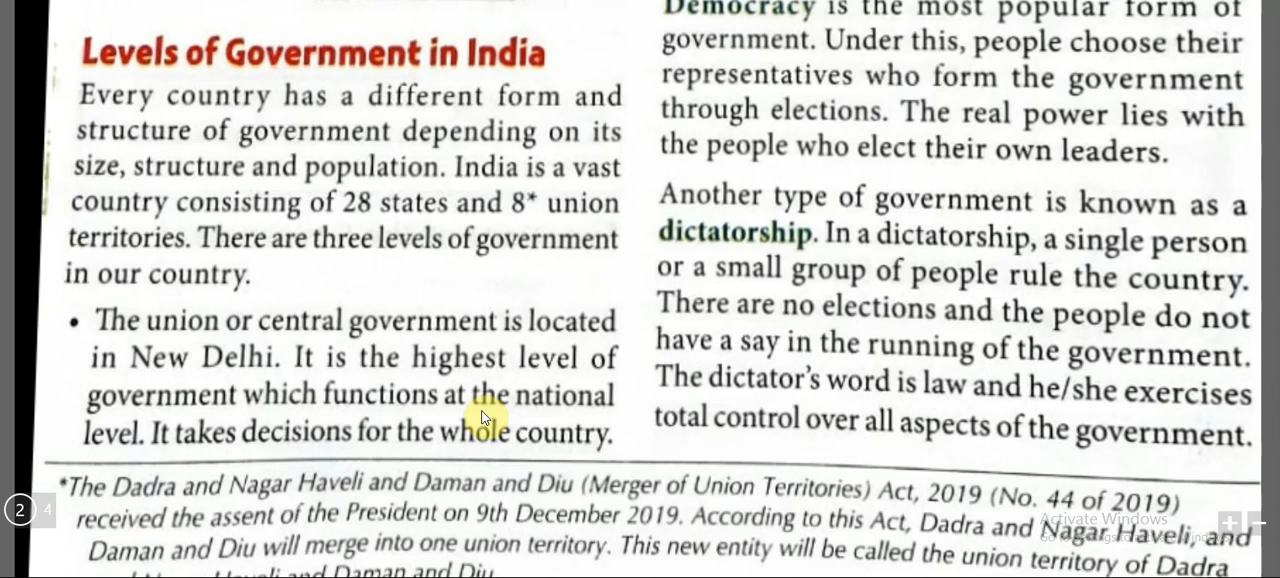 Levels of Government in India
Every country has a different form and
structure of government depending on its
size, structure and population. India is a vast
country consisting of 28 states and 8* union
territories. There are three levels of government
in our country.
• The union or central government is located
in New Delhi. It is the highest level of
government which functions at the national
level. It takes decisions for the whole country.
Democracy is the most popular form of
government. Under this, people choose their
representatives who form the government
through elections. The real power lies with
the people who elect their own leaders.
Another type of government is known as a
dictatorship. In a dictatorship, a single person
or a small group of people rule the country.
There are no elections and the people do not
have a say in the running of the government.
The dictator's word is law and he/she exercises
total control over all aspects of the government.
*The Dadra and Nagar Haveli and Daman and Diu (Merger of Union Territories) Act, 2019 (No. 44 of 2019)
received the assent of the President on 9th December 2019. According to this Act, Dadra and Nagar Haveli, and
Daman and Diu will merge into one union territory. This new entity will be called the union territory of Dadra
Haveli and Daman and Diu
2 4
Activate Windows